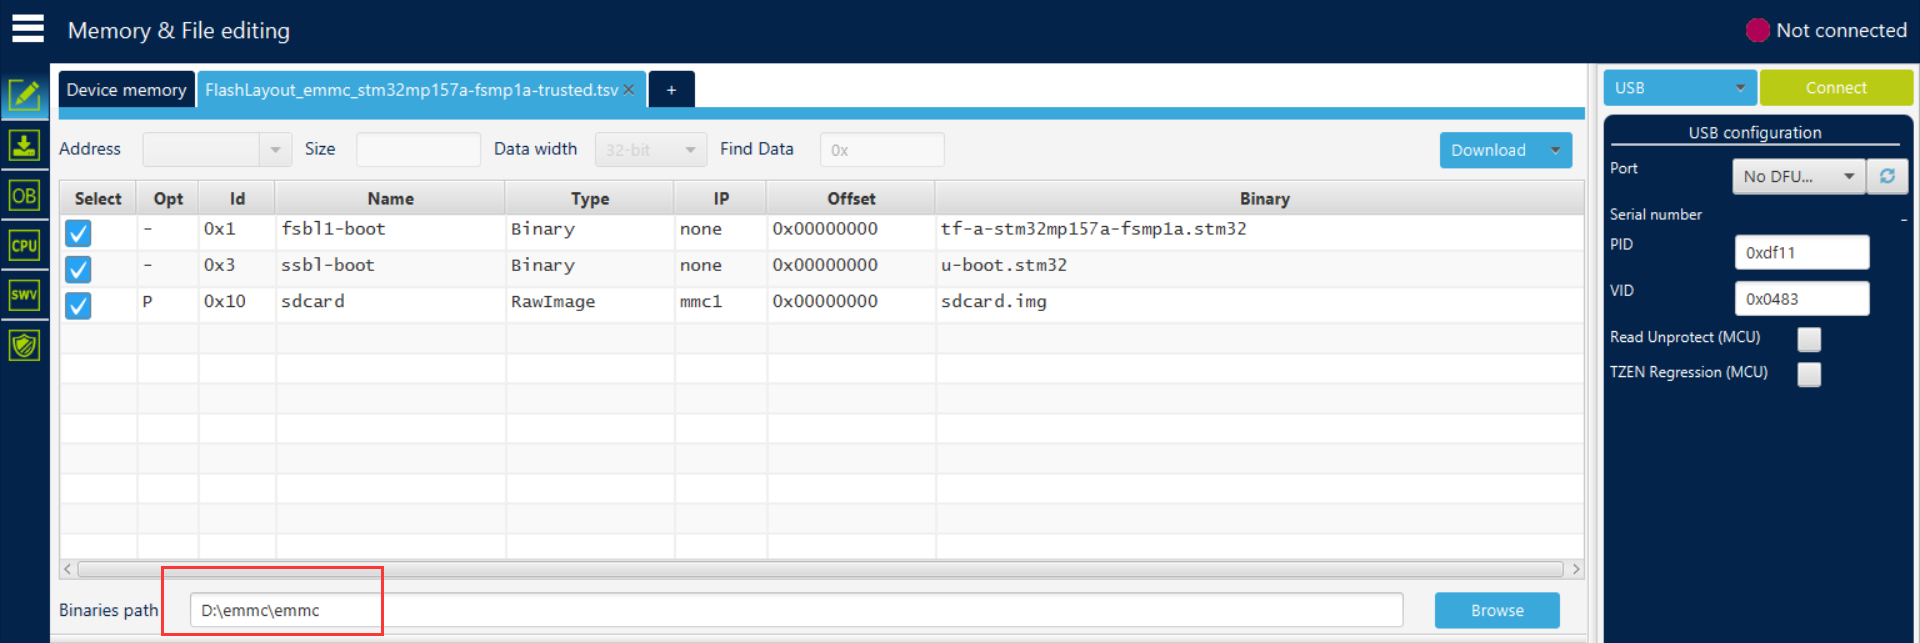 Memory & File editing
Not connected
Device memory
FlashLayout_emmc_stm32mp157a-fsmp1a-trusted.tsv ×
+
USB
Connect
Address
Size
Data width
32-bit
Find Data
0x
Download
Select Opt Id Name Type IP Offset Binary
- 0x1 fsbl1-boot Binary none 0x00000000 tf-a-stm32mp157a-fsmp1a.stm32
- 0x3 ssbl-boot Binary none 0x00000000 u-boot.stm32
P 0x10 sdcard RawImage mmc1 0x00000000 sdcard.img
Binaries path
D:\emmc\emmc
Browse
OB
CPU
SWV
USB configuration
Port
No DFU...
Serial number
-
PID
0xdf11
VID
0x0483
Read Unprotect (MCU)
TZEN Regression (MCU)